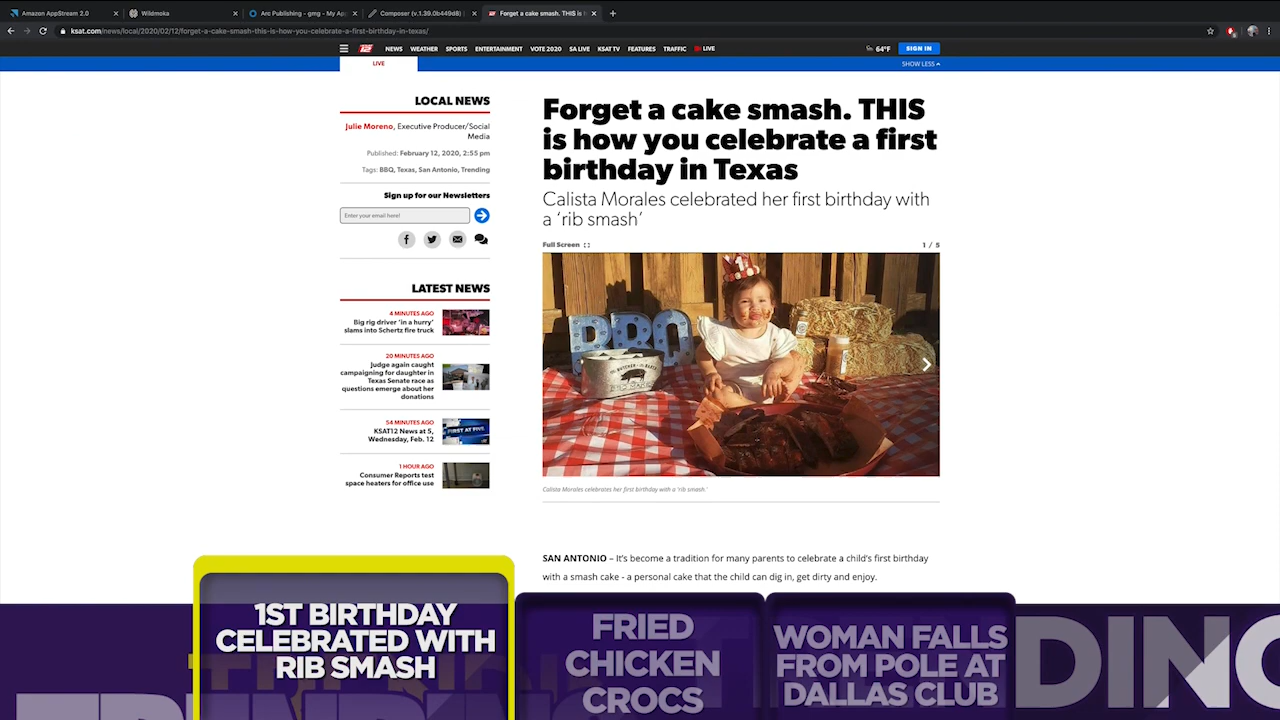 Amazon AppStream 2.0
Wildmoka
Arc Publishing - gmg - My App
Composer (v.1.39.0b449d8)
Forget a cake smash. THIS is h
ksat.com/news/local/2020/02/12/forget-a-cake-smash-this-is-how-you-celebrate-a-first-birthday-in-texas/
12 NEWS WEATHER SPORTS ENTERTAINMENT VOTE 2020 SA LIVE KSAT TV FEATURES TRAFFIC LIVE 64°F SIGN IN
LIVE
SHOW LESS
LOCAL NEWS
Julie Moreno, Executive Producer/Social
Media
Published: February 12, 2020, 2:55 pm
Tags: BBQ, Texas, San Antonio, Trending
Sign up for our Newsletters
Enter your email here!
LATEST NEWS
4 MINUTES AGO
Big rig driver ‘in a hurry’
slams into Schertz fire truck
20 MINUTES AGO
Judge again caught
campaigning for daughter in
Texas Senate race as
questions emerge about her
donations
54 MINUTES AGO
KSAT12 News at 5,
Wednesday, Feb. 12
FIRST AT FIVE
1 HOUR AGO
Consumer Reports test
space heaters for office use
Forget a cake smash. THIS
is how you celebrate a first
birthday in Texas
Calista Morales celebrated her first birthday with
a ‘rib smash’
Full Screen
1 / 5
1
BBQ
Calista Morales celebrates her first birthday with a 'rib smash.'
SAN ANTONIO – It’s become a tradition for many parents to celebrate a child’s first birthday
with a smash cake - a personal cake that the child can dig in, get dirty and enjoy.
1ST BIRTHDAY
CELEBRATED WITH
RIB SMASH
FRIED
CHICKEN
CROCS
WOMAN FALLS
FROM POLE AT
DALLAS CLUB
TRENDING